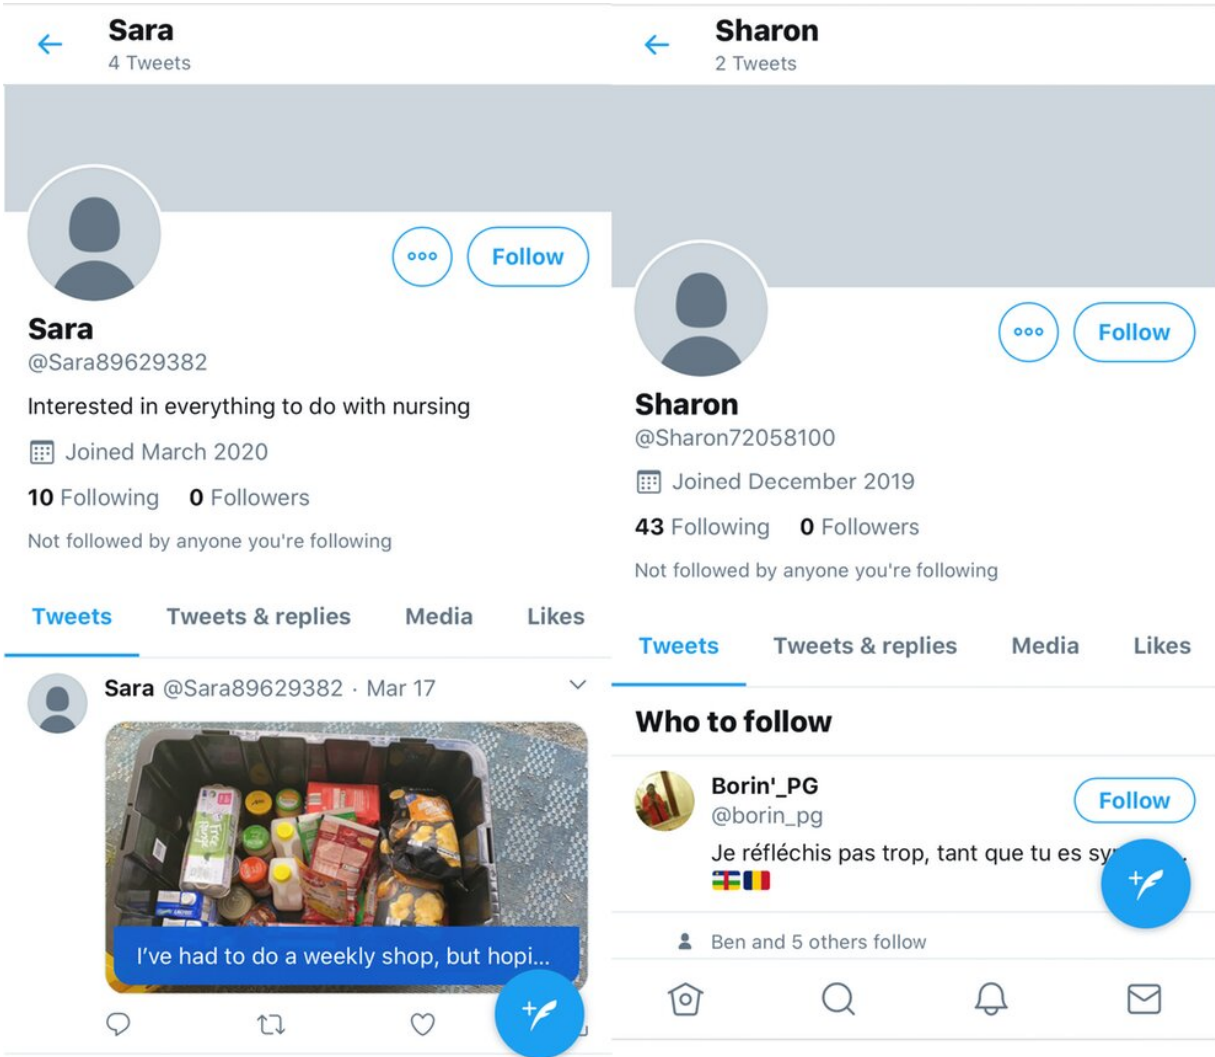 Sara
4 Tweets
Follow
Sara
@Sara89629382
Interested in everything to do with nursing
Joined March 2020
10 Following 0 Followers
Not followed by anyone you're following
Tweets Tweets & replies Media Likes
Sara @Sara89629382 · Mar 17
Free
Range
I've had to do a weekly shop, but hopi...
Sharon
2 Tweets
Follow
Sharon
@Sharon72058100
Joined December 2019
43 Following 0 Followers
Not followed by anyone you're following
Tweets Tweets & replies Media Likes
Who to follow
Borin'_PG
@borin_pg
Follow
Je réfléchis pas trop, tant que tu es
Ben and 5 others follow